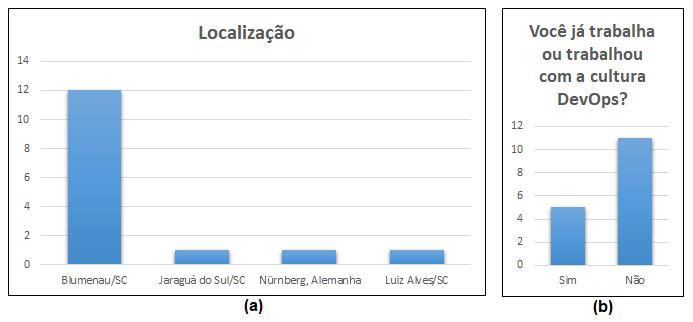 Localização
14
12
10
8
6
4
2
0
Blumenau/SC Jaraguá do Sul/SC Nürnberg, Alemanha Luiz Alves/SC
(a)
Você já trabalha
ou trabalhou
com a cultura
DevOps?
12
10
8
6
4
2
0
Sim Não
(b)